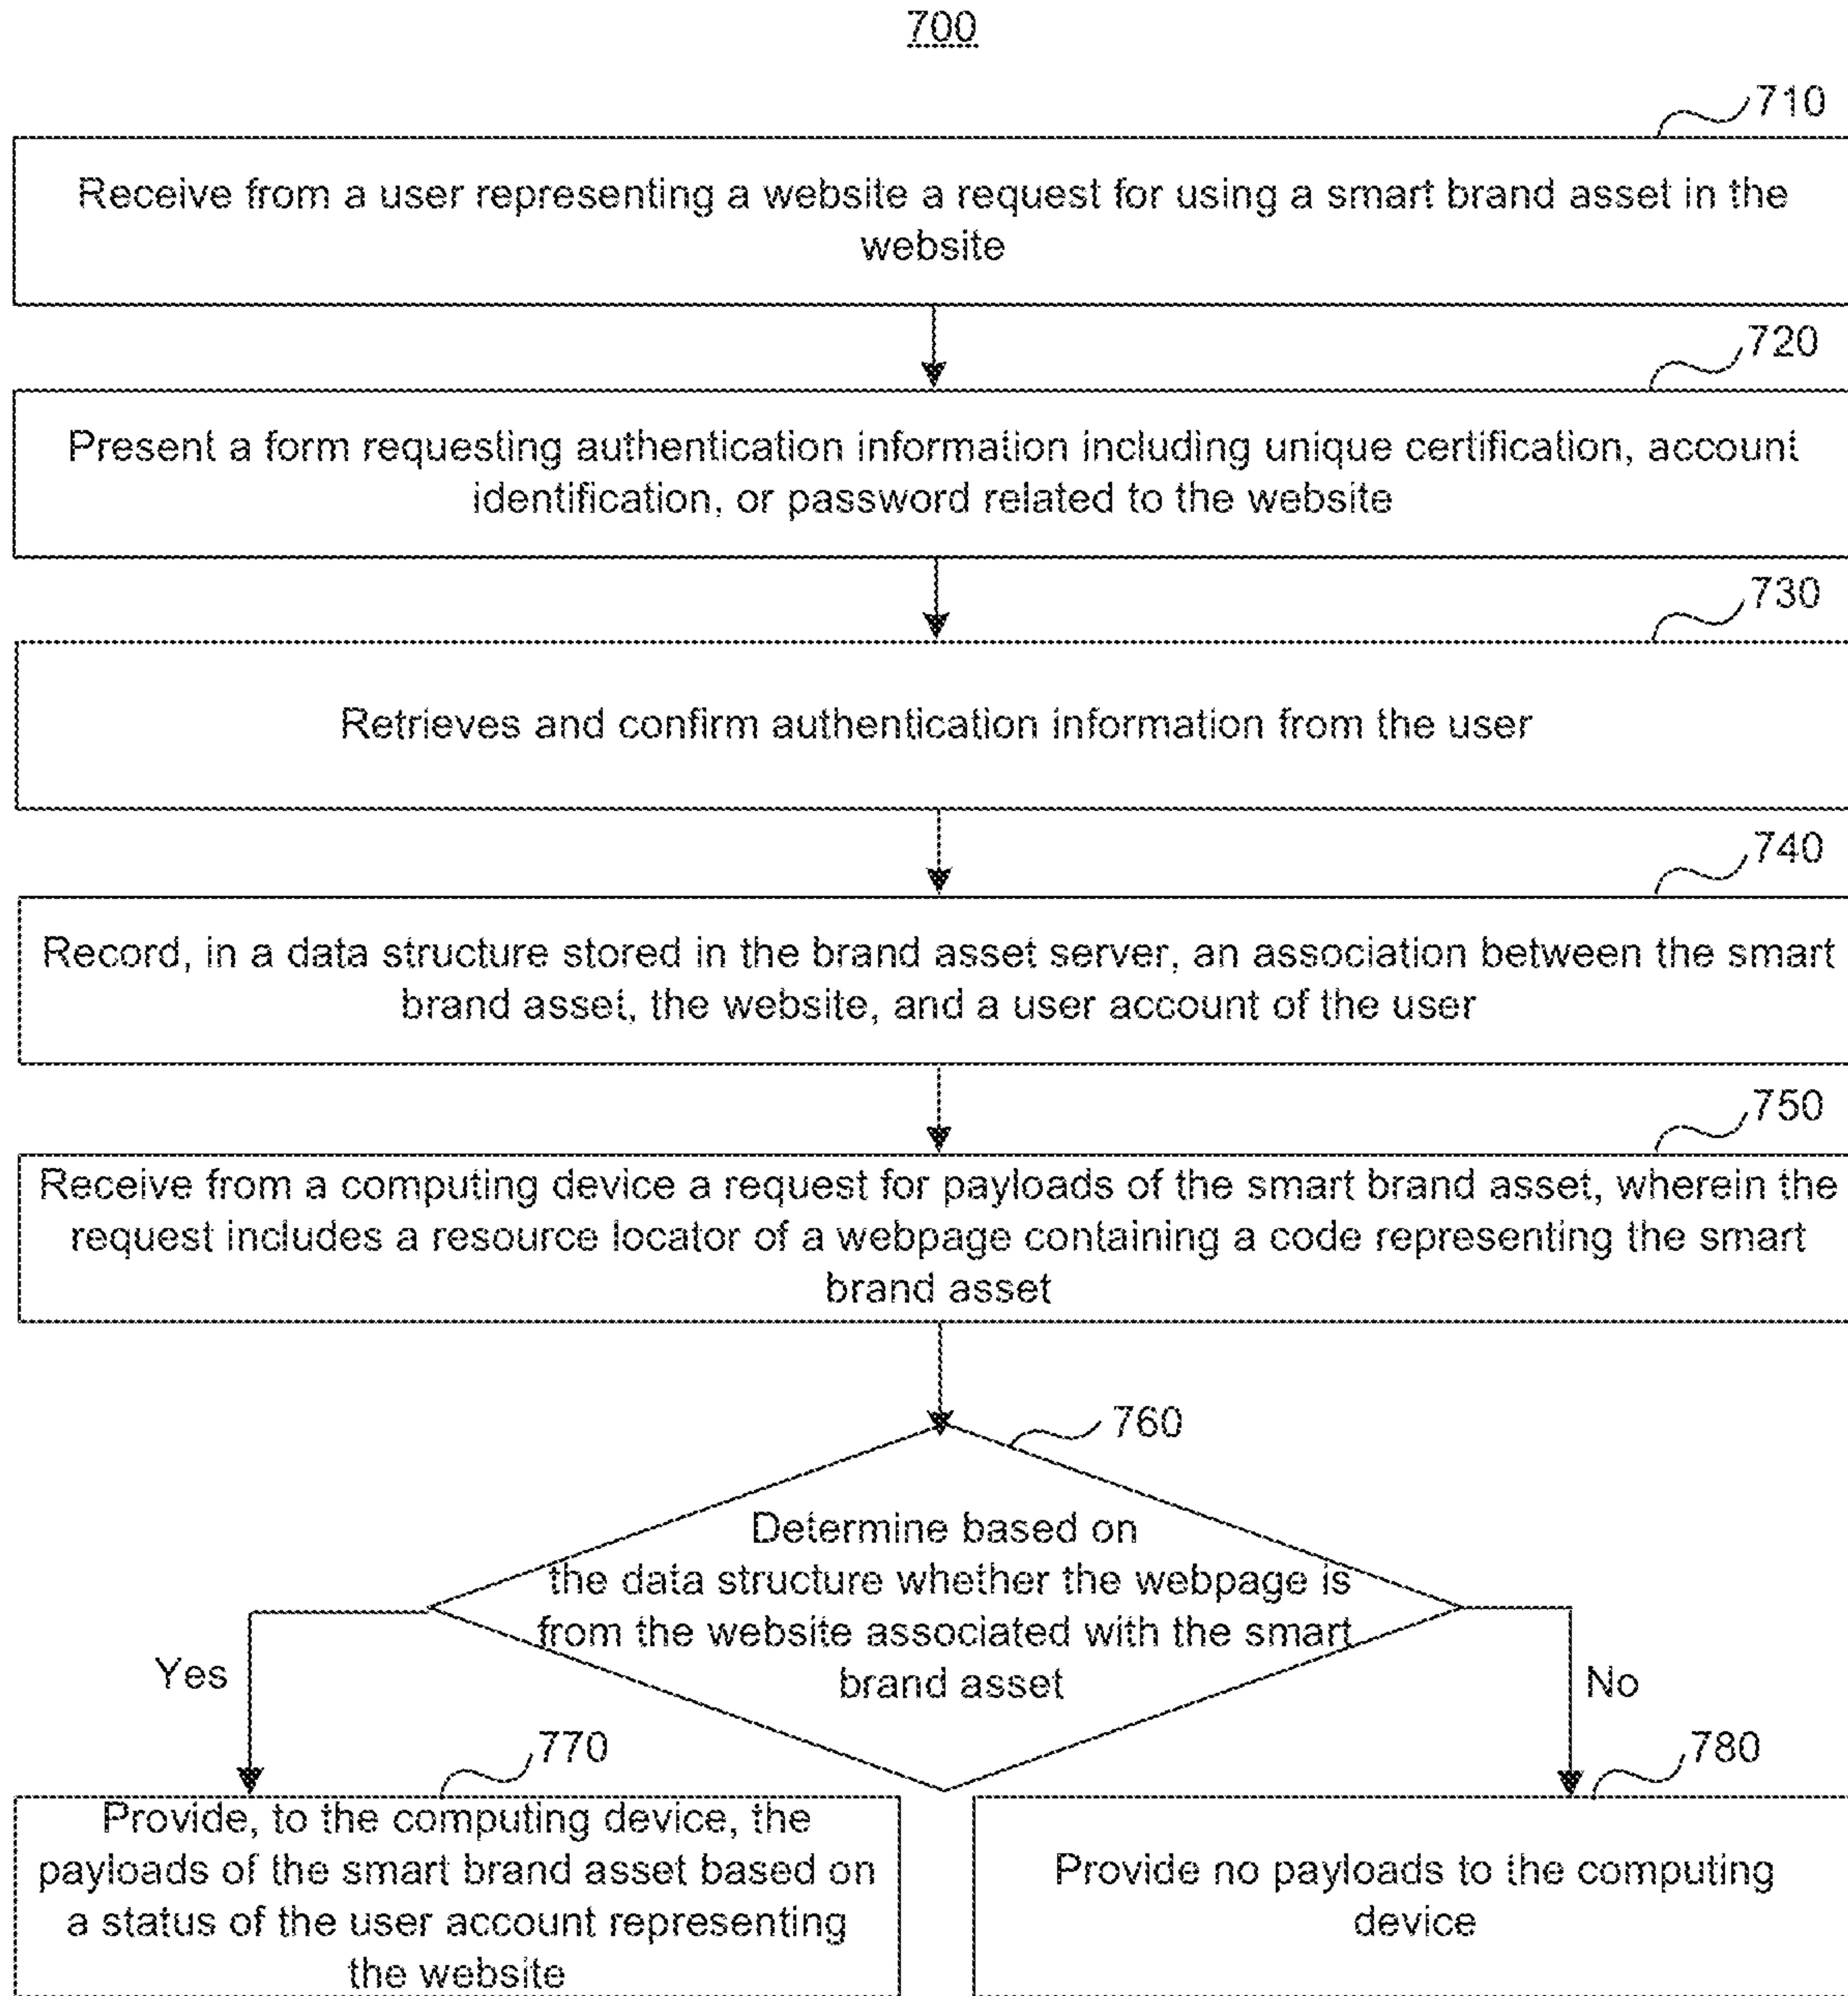 700
710
Receive from a user representing a website a request for using a smart brand asset in the
website
720
Present a form requesting authentication information including unique certification, account
identification, or password related to the website
730
Retrieves and confirm authentication information from the user
740
Record, in a data structure stored in the brand asset server, an association between the smart
brand asset, the website, and a user account of the user
750
Receive from a computing device a request for payloads of the smart brand asset, wherein the
request includes a resource locator of a webpage containing a code representing the smart
brand asset
760
Determine based on
the data structure whether the webpage is
from the website associated with the smart
brand asset
Yes
No
770
Provide, to the computing device, the
payloads of the smart brand asset based on
a status of the user account representing
the website
780
Provide no payloads to the computing
device